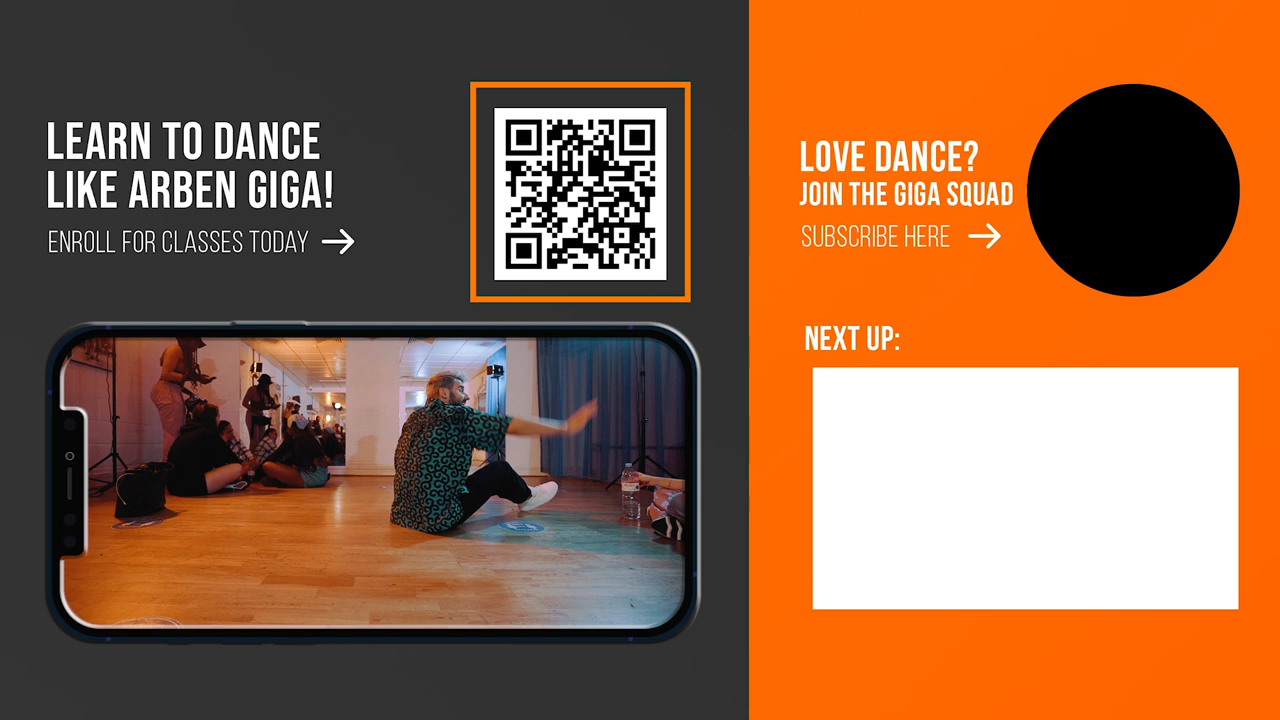 LEARN TO DANCE
LIKE ARBEN GIGA!
ENROLL FOR CLASSES TODAY
LOVE DANCE?
JOIN THE GIGA SQUAD
SUBSCRIBE HERE
NEXT UP: